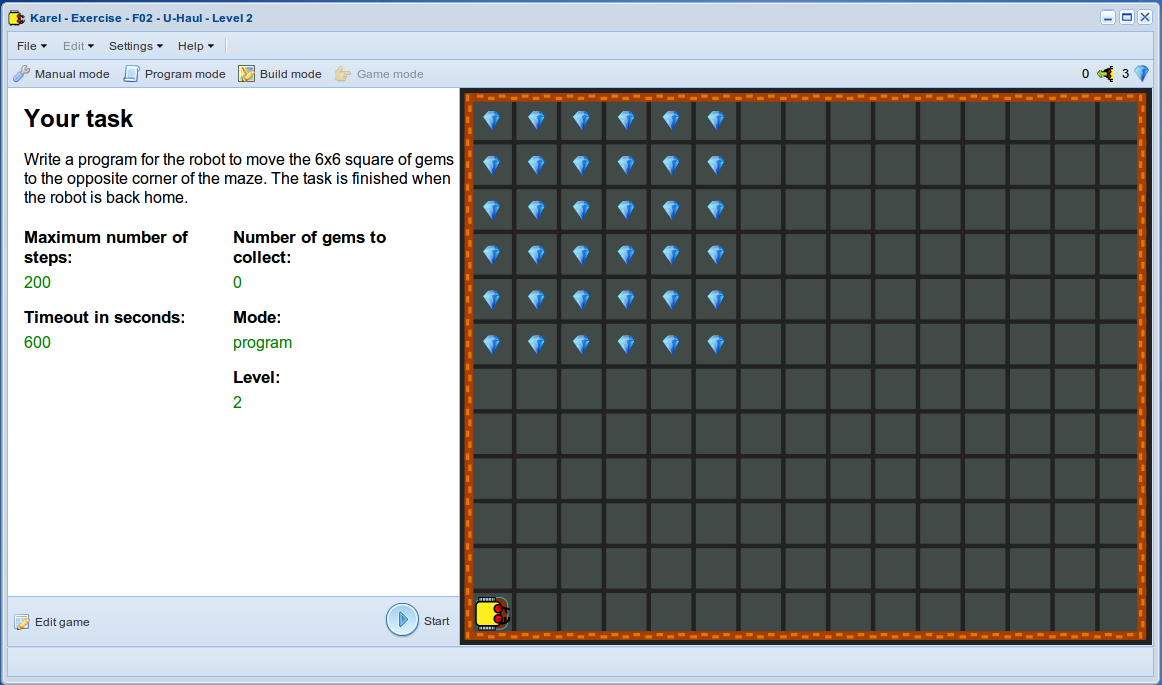 Karel - Exercise - F02 - U-Haul - Level 2
File Edit Settings Help
Manual mode Program mode Build mode Game mode 0 3
Your task
Write a program for the robot to move the 6x6 square of gems
to the opposite corner of the maze. The task is finished when
the robot is back home.
Maximum number of
steps:
200
Number of gems to
collect:
0
Timeout in seconds:
600
Mode:
program
Level:
2
Edit game Start